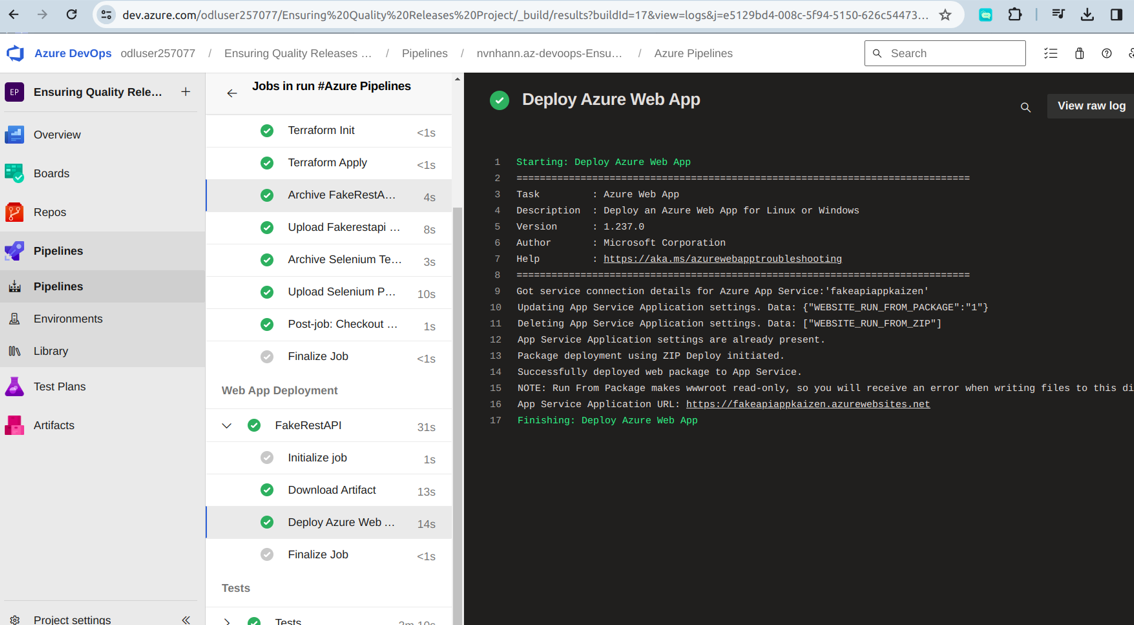 dev.azure.com/odluser257077/Ensuring%20Quality%20Releases%20Project/_build/results?buildId=17&view=logs&j=e5129bd4-008c-5f94-5150-626c54473...
Azure DevOps odluser257077 / Ensuring Quality Releases ... / Pipelines / nvnhann.az-devoops-Ensu... / Azure Pipelines
Search
EP Ensuring Quality Rele... +
Overview
Boards
Repos
Pipelines
Pipelines
Environments
Library
Test Plans
Artifacts
Project settings
Jobs in run #Azure Pipelines
Terraform Init <1s
Terraform Apply <1s
Archive FakeRestA... 4s
Upload Fakerestapi ... 8s
Archive Selenium Te... 3s
Upload Selenium P... 10s
Post-job: Checkout ... 1s
Finalize Job <1s
Web App Deployment
FakeRestAPI 31s
Initialize job 1s
Download Artifact 13s
Deploy Azure Web ... 14s
Finalize Job <1s
Tests
Tests 2m 10s
Deploy Azure Web App
View raw log
1 Starting: Deploy Azure Web App
2 ==============================================================================
3 Task : Azure Web App
4 Description : Deploy an Azure Web App for Linux or Windows
5 Version : 1.237.0
6 Author : Microsoft Corporation
7 Help : https://aka.ms/azurewebapptroubleshooting
8 ==============================================================================
9 Got service connection details for Azure App Service:'fakeapiappkaizen'
10 Updating App Service Application settings. Data: {"WEBSITE_RUN_FROM_PACKAGE":"1"}
11 Deleting App Service Application settings. Data: ["WEBSITE_RUN_FROM_ZIP"]
12 App Service Application settings are already present.
13 Package deployment using ZIP Deploy initiated.
14 Successfully deployed web package to App Service.
15 NOTE: Run From Package makes wwwroot read-only, so you will receive an error when writing files to this di
16 App Service Application URL: https://fakeapiappkaizen.azurewebsites.net
17 Finishing: Deploy Azure Web App